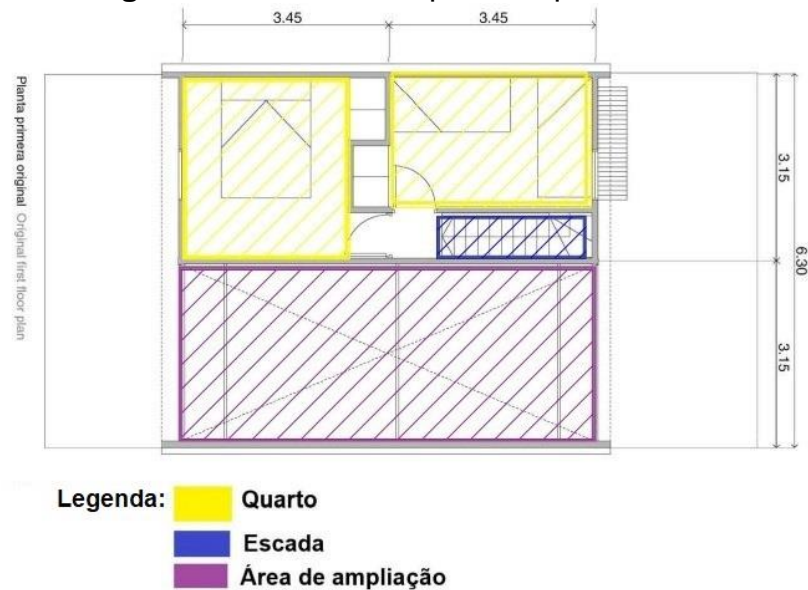 3.45 3.45
Planta primera original Original first floor plan
3.15
6.30
3.15
Legenda:
Quarto
Escada
Área de ampliação